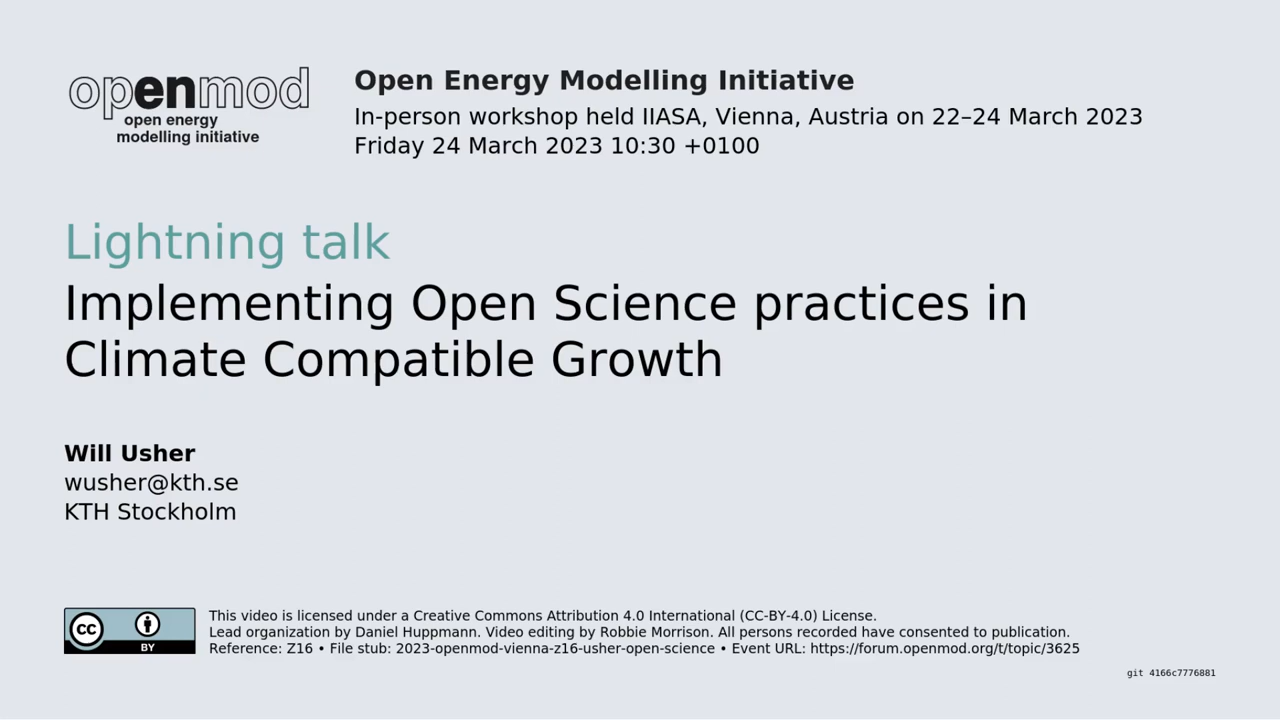 openmod
open energy
modelling initiative
Open Energy Modelling Initiative
In-person workshop held IIASA, Vienna, Austria on 22–24 March 2023
Friday 24 March 2023 10:30 +0100
Lightning talk
Implementing Open Science practices in
Climate Compatible Growth
Will Usher
wusher@kth.se
KTH Stockholm
cc
BY
This video is licensed under a Creative Commons Attribution 4.0 International (CC-BY-4.0) License.
Lead organization by Daniel Huppmann. Video editing by Robbie Morrison. All persons recorded have consented to publication.
Reference: Z16 • File stub: 2023-openmod-vienna-z16-usher-open-science • Event URL: https://forum.openmod.org/t/topic/3625
git 4166c7776881